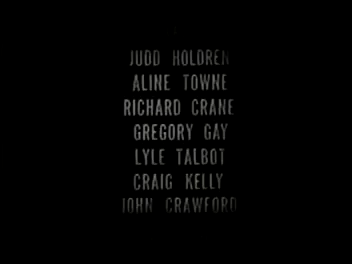 JUDD HOLDREN
ALINE TOWNE
RICHARD CRANE
GREGORY GAY
LYLE TALBOT
CRAIG KELLY
JOHN CRAWFORD